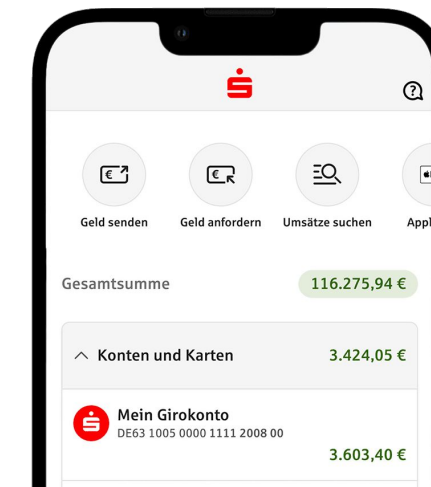 Geld senden
Geld anfordern
Umsätze suchen
Appl
Gesamtsumme
116.275,94 €
Konten und Karten
3.424,05 €
Mein Girokonto
DE63 1005 0000 1111 2008 00
3.603,40 €